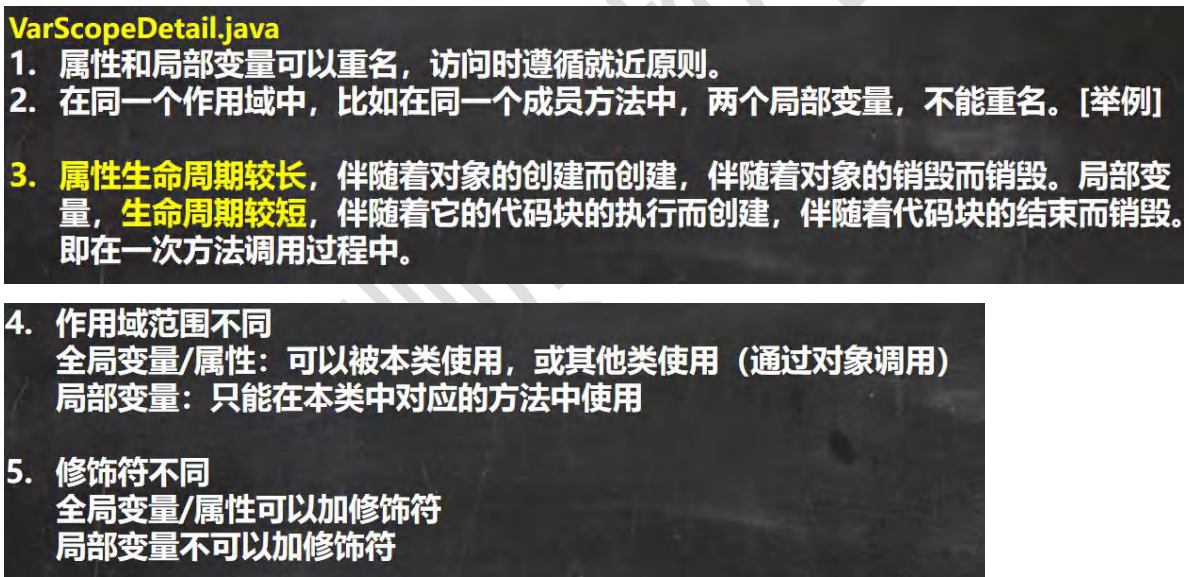 VarScopeDetail.java
1. 属性和局部变量可以重名，访问时遵循就近原则。
2. 在同一个作用域中，比如在同一个成员方法中，两个局部变量，不能重名。[举例]
3. 属性生命周期较长，伴随着对象的创建而创建，伴随着对象的销毁而销毁。局部变
量，生命周期较短，伴随着它的代码块的执行而创建，伴随着代码块的结束而销毁。
即在一次方法调用过程中。
4. 作用域范围不同
全局变量/属性：可以被本类使用，或其他类使用（通过对象调用）
局部变量：只能在本类中对应的方法中使用
5. 修饰符不同
全局变量/属性可以加修饰符
局部变量不可以加修饰符